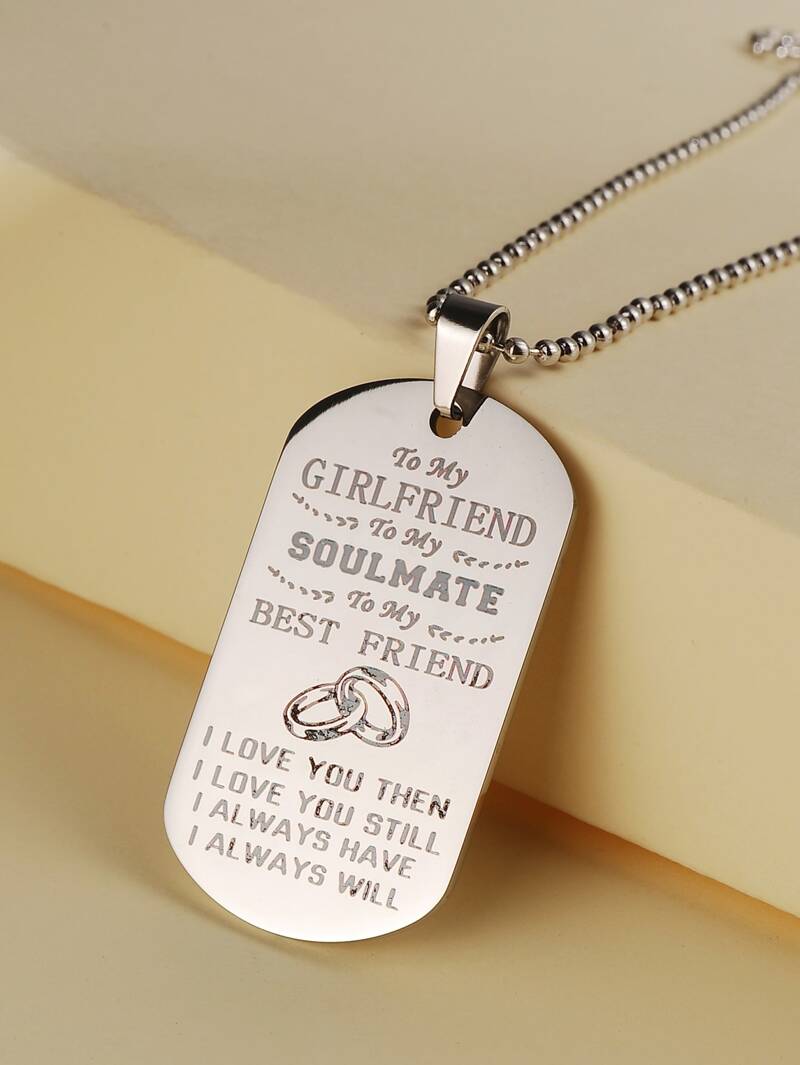 To My
GIRLFRIEND
To My
SOULMATE
To My
BEST FRIEND
I LOVE YOU THEN
I LOVE YOU STILL
I ALWAYS HAVE
I ALWAYS WILL